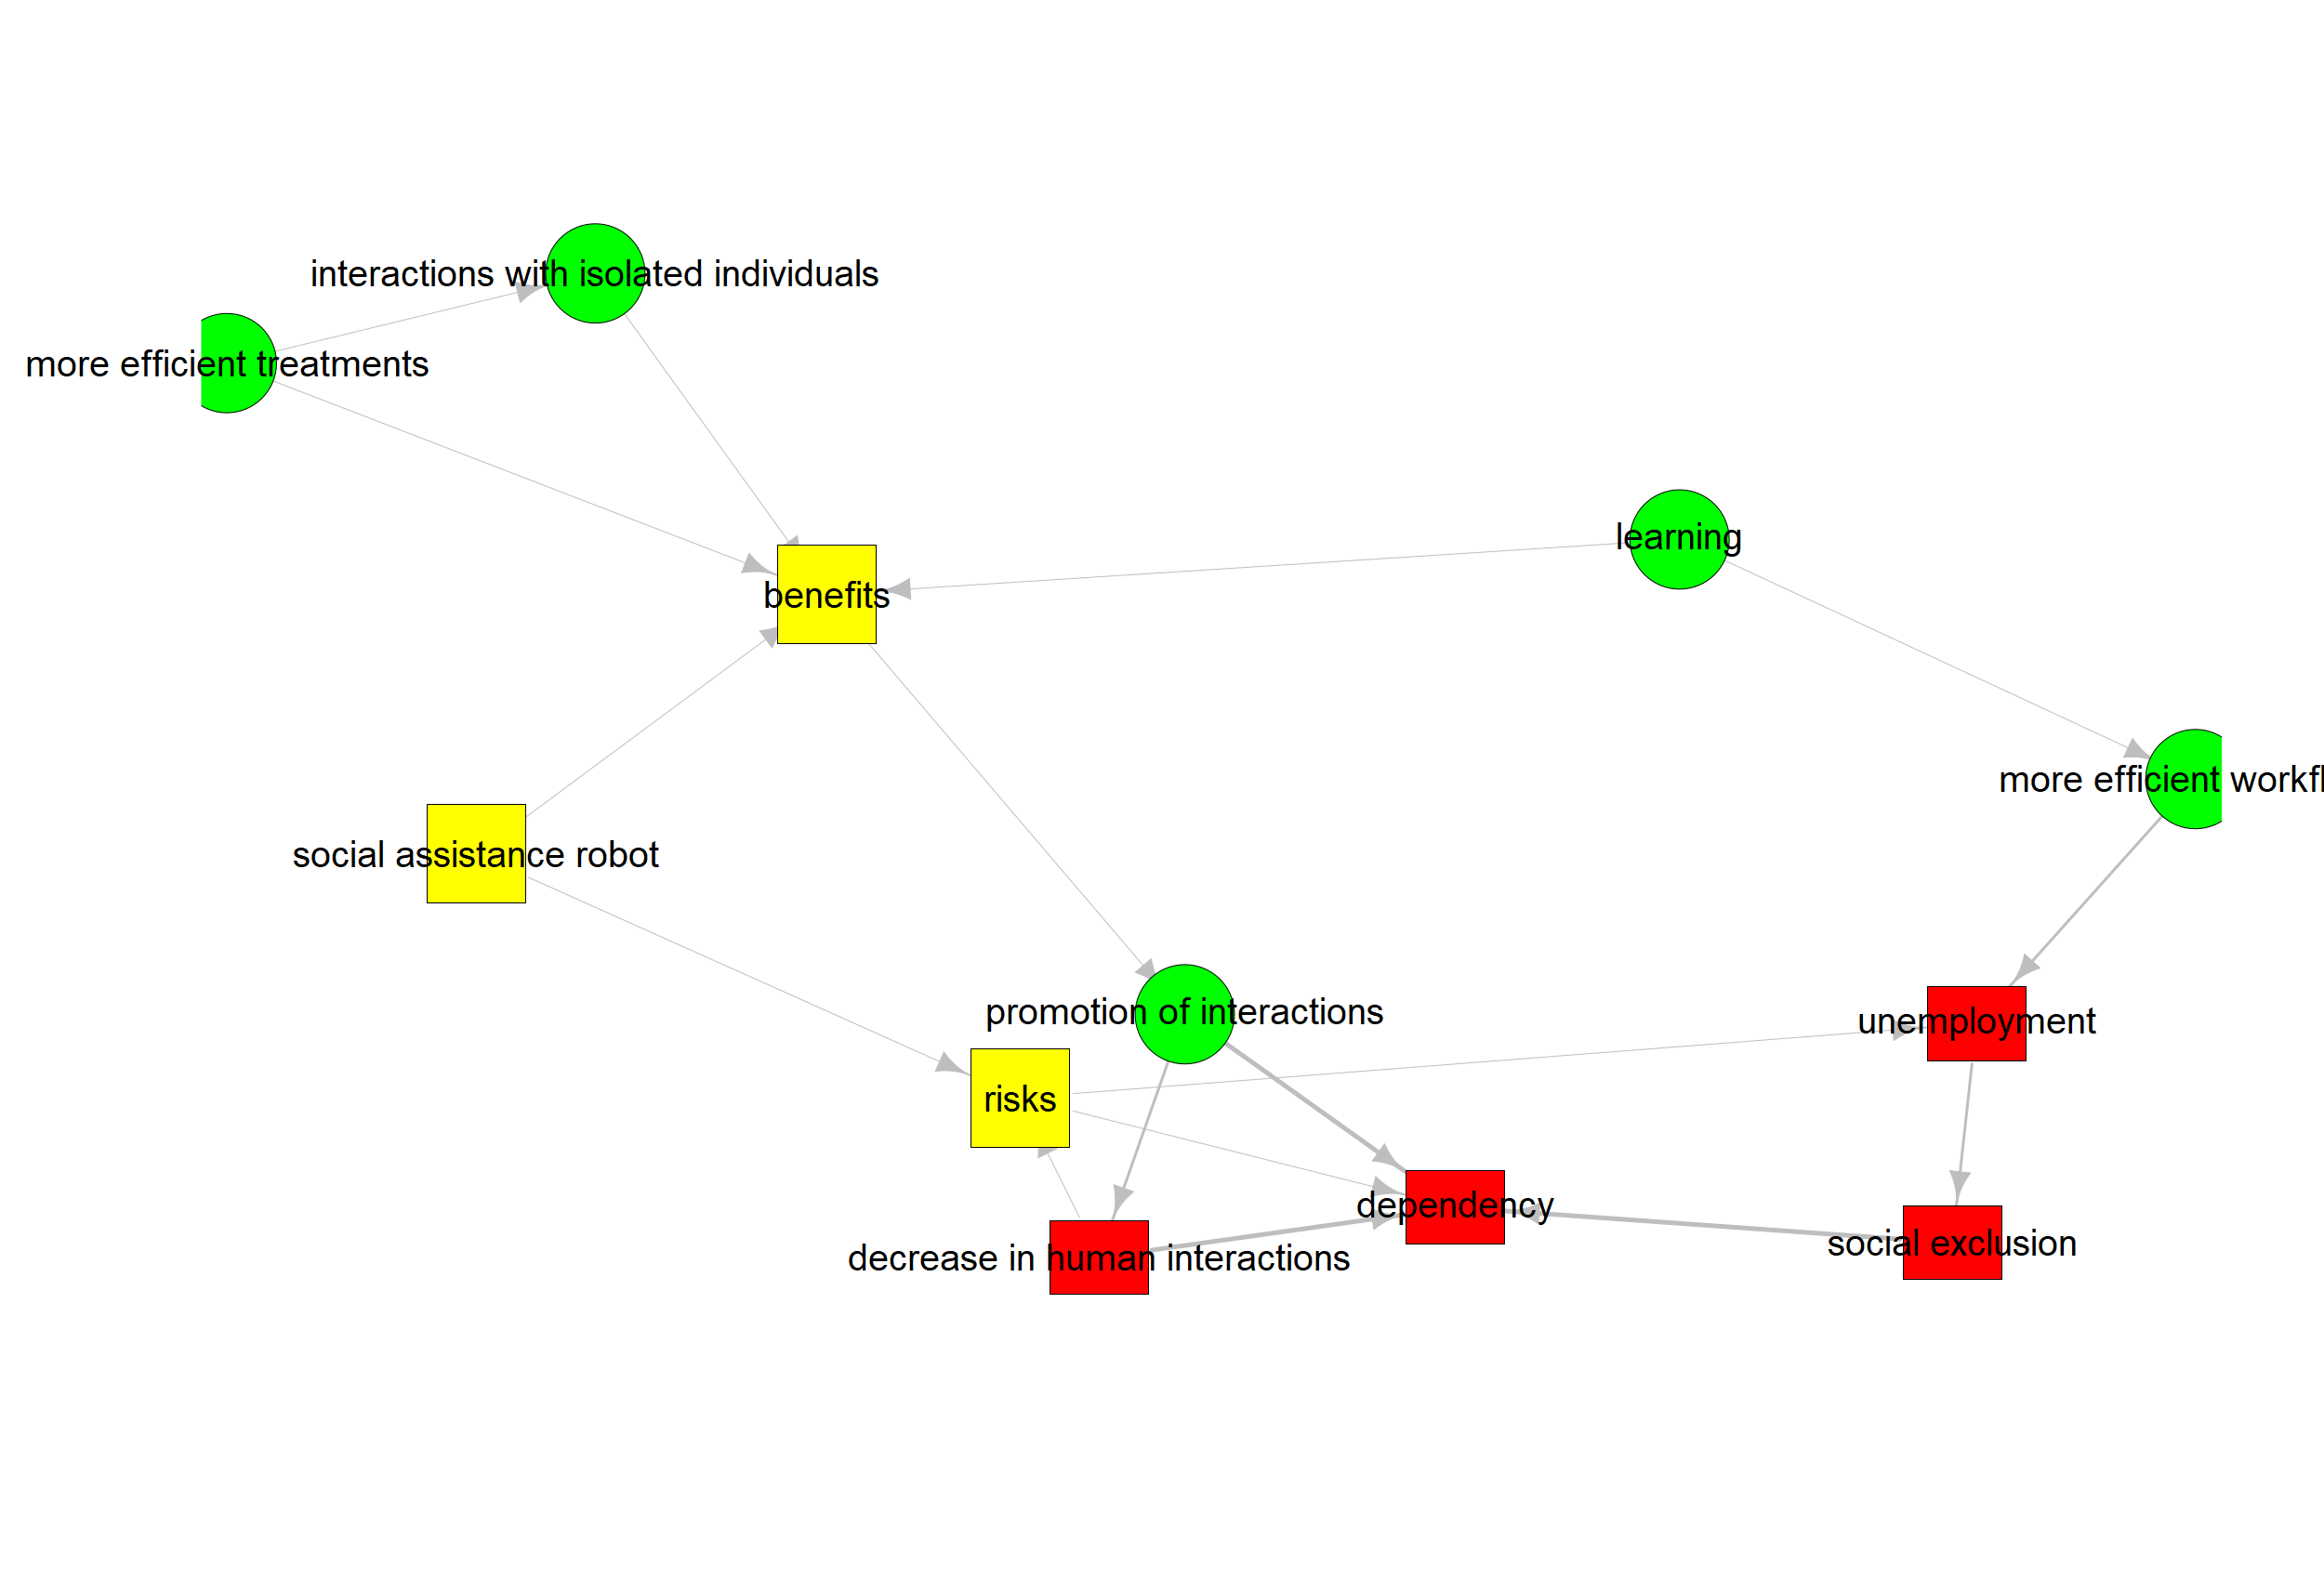 interactions with isolated individuals
more efficient treatments
learning
benefits
more efficient workfl
social assistance robot
promotion of interactions
unemployment
risks
dependency
social exclusion
decrease in human interactions